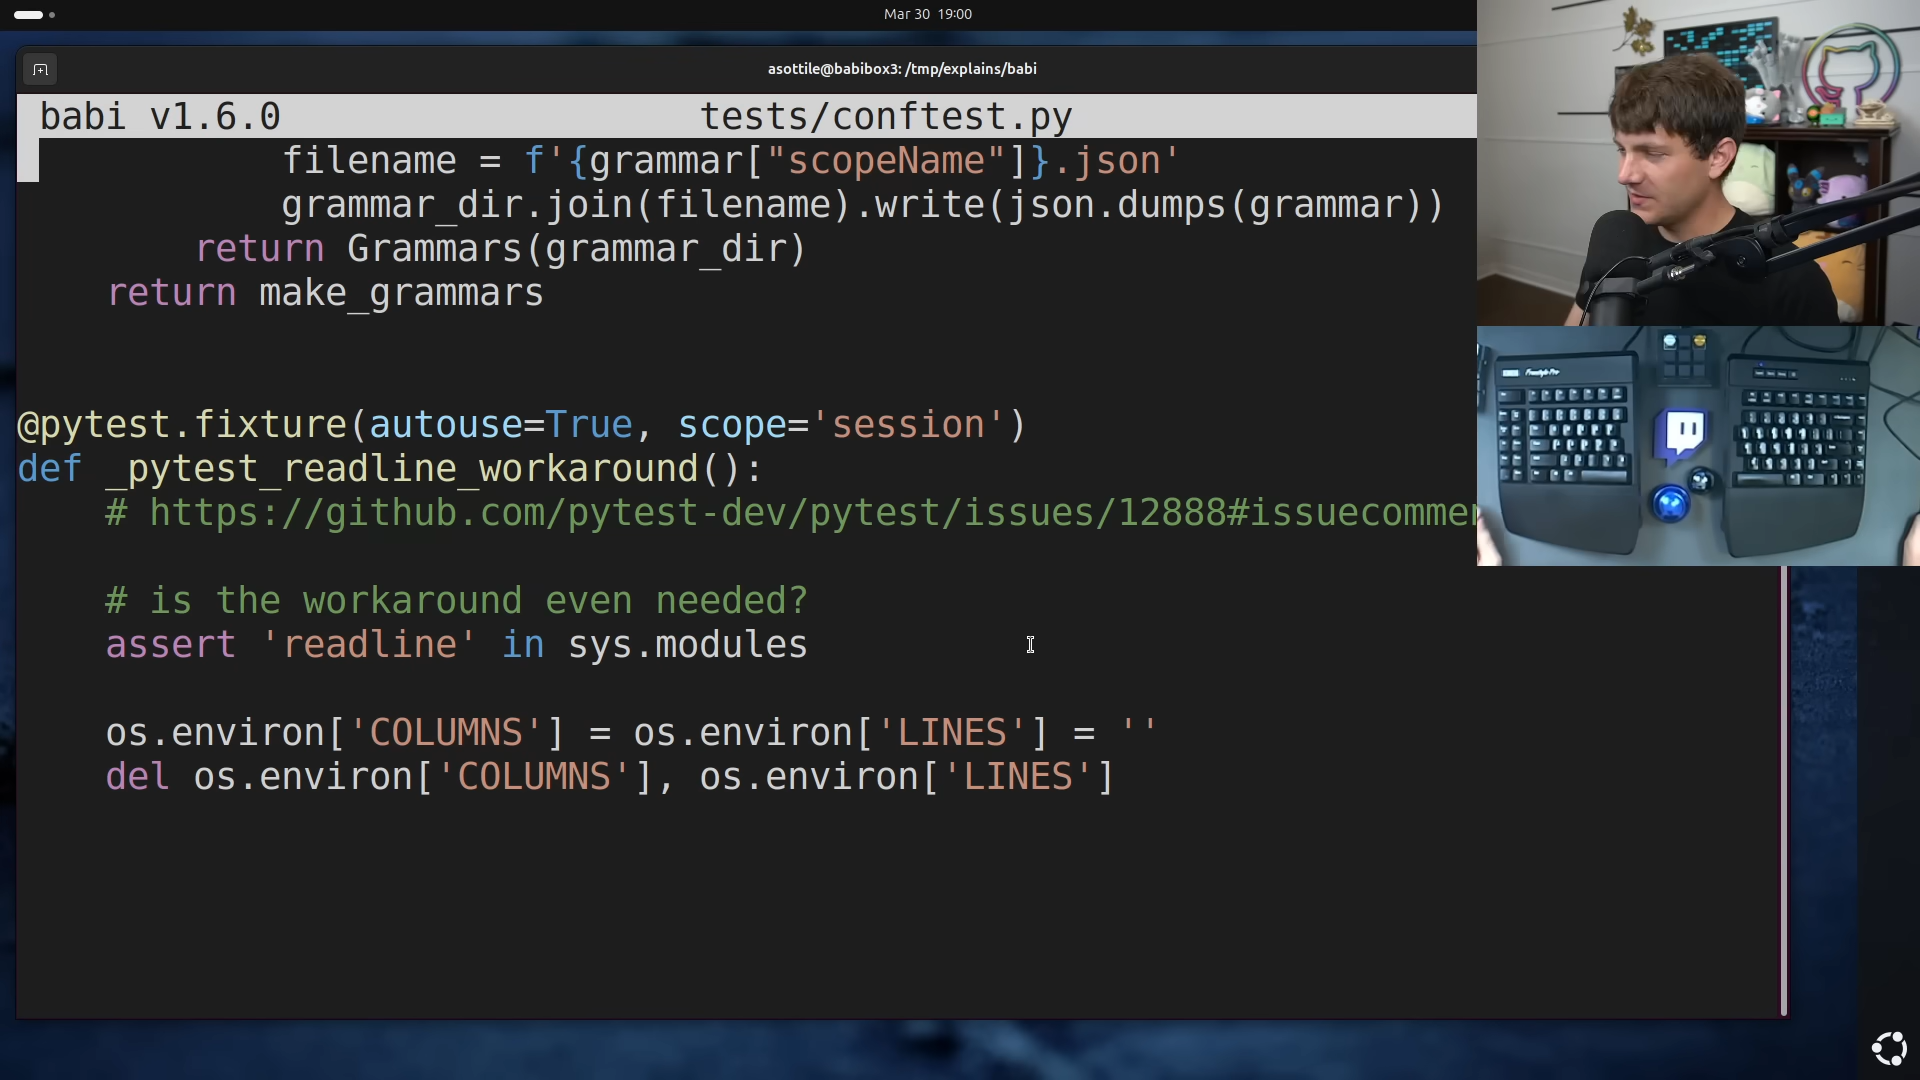 Mar 30 19:00
asottile@babibox3: /tmp/explains/babi
babi v1.6.0 tests/conftest.py
filename = f'{grammar["scopeName"]}.json'
grammar_dir.join(filename).write(json.dumps(grammar))
return Grammars(grammar_dir)
return make_grammars
@pytest.fixture(autouse=True, scope='session')
def _pytest_readline_workaround():
# https://github.com/pytest-dev/pytest/issues/12888#issuecommen
# is the workaround even needed?
assert 'readline' in sys.modules
os.environ['COLUMNS'] = os.environ['LINES'] = ''
del os.environ['COLUMNS'], os.environ['LINES']
Freestyle Pro